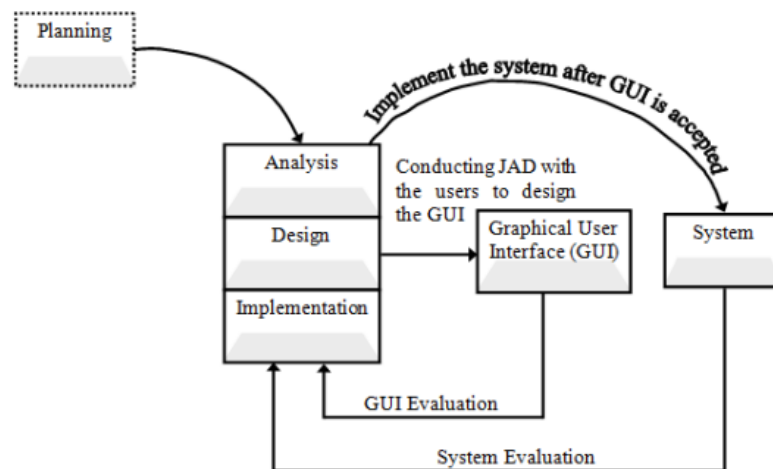 Planning
Implement the system after GUI is accepted
Analysis
Conducting JAD with
the users to design
the GUI
Design
Graphical User
Interface (GUI)
System
Implementation
GUI Evaluation
System Evaluation